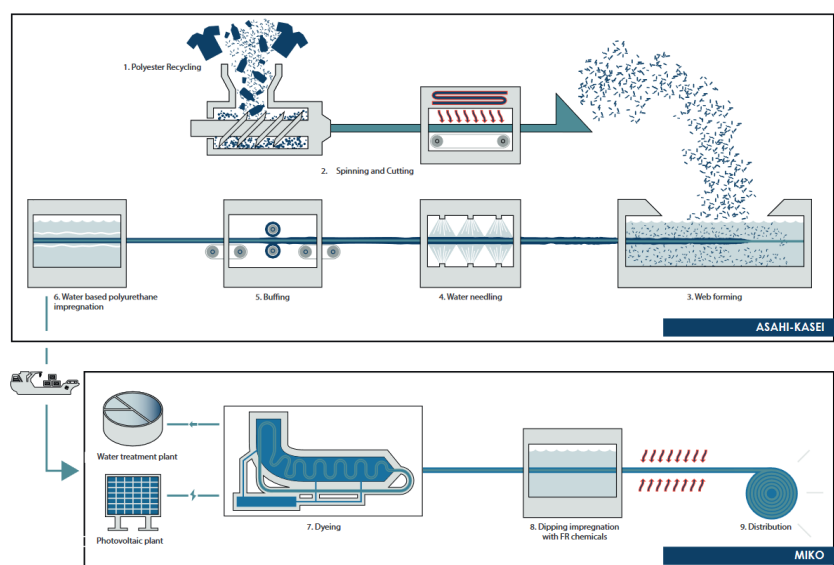 1. Polyester Recycling
2. Spinning and Cutting
6. Water based polyurethane
impregnation
5. Buffing
4. Water needling
3. Web forming
ASAHI-KASEI
Water treatment plant
Photovoltaic plant
7. Dyeing
8. Dipping impregnation
with FR chemicals
9. Distribution
MIKO